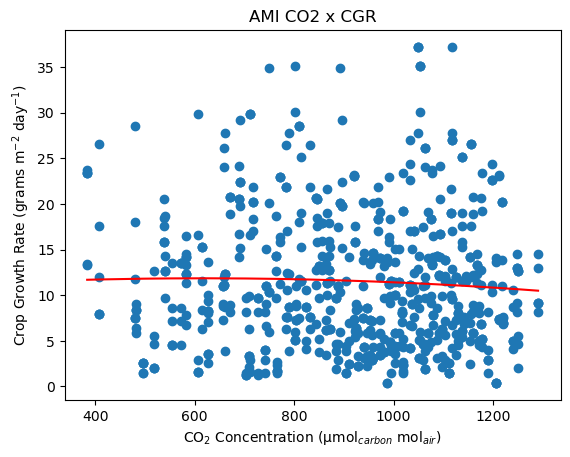 AMI CO2 x CGR
Crop Growth Rate (grams m⁻² day⁻¹)
35
30
25
20
15
10
5
0
400 600 800 1000 1200
CO₂ Concentration (μmol_carbon mol_air)